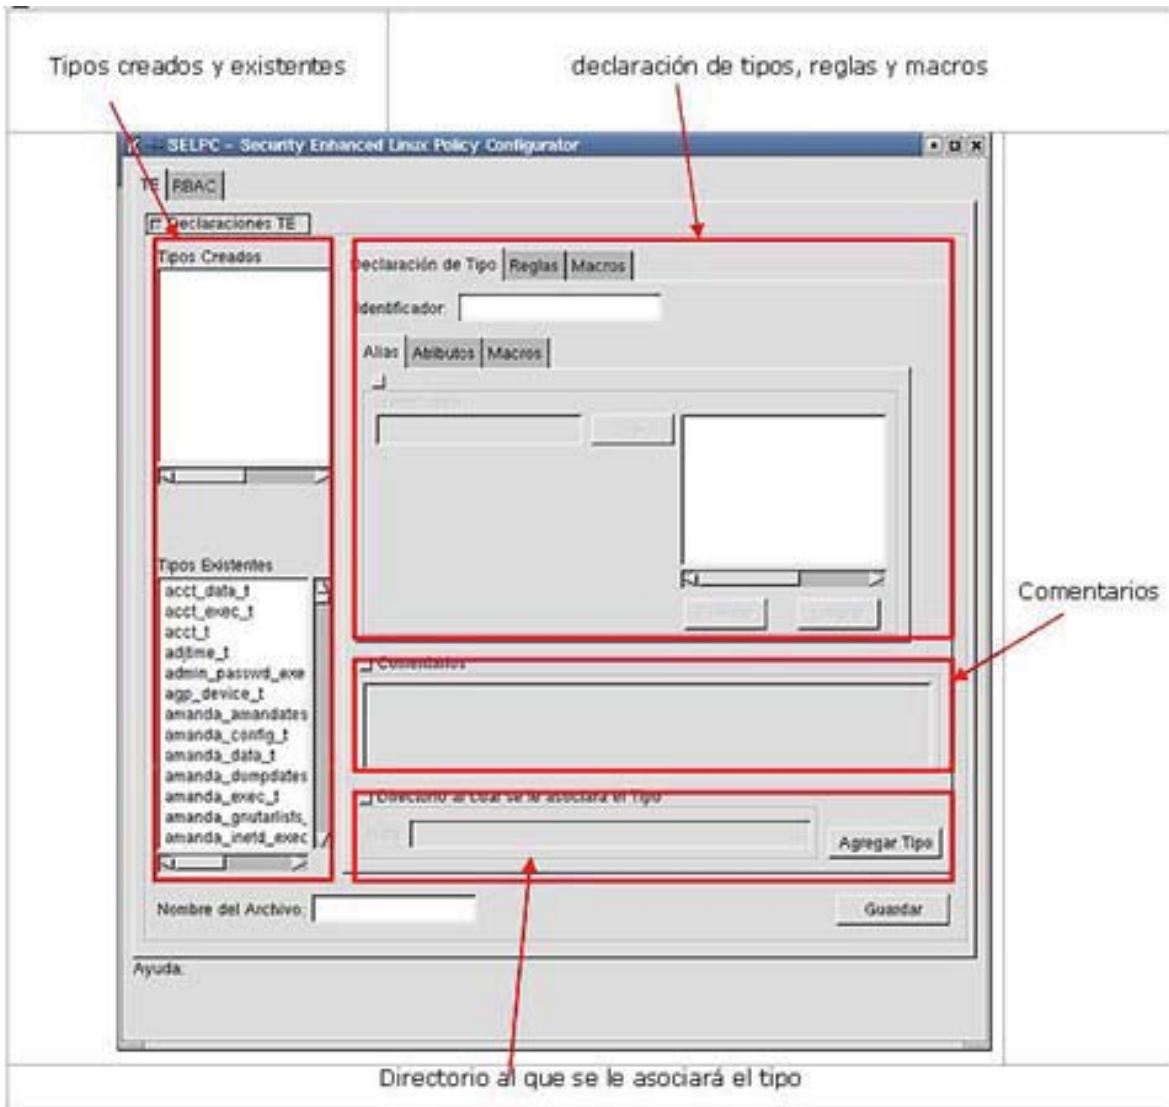 Tipos creados y existentes
declaración de tipos, reglas y macros
SELPC - Security Enhanced Linux Policy Configurator
TE RBAC
Declaraciones TE
Tipos Creados
Declaración de Tipo Reglas Macros
Identificador:
Alias Atributos Macros
Tipos Existentes
acct_data_t
acct_exec_t
acct_t
adjtime_t
admin_passwd_exe
agp_device_t
amanda_amandates
amanda_config_t
amanda_data_t
amanda_dumpdates
amanda_exec_t
amanda_gnutarlists_
amanda_inetd_exec
Comentarios
Comentarios
Directorio al cual se le asociará el Tipo
Agregar Tipo
Nombre del Archivo:
Guardar
Ayuda:
Directorio al que se le asociará el tipo